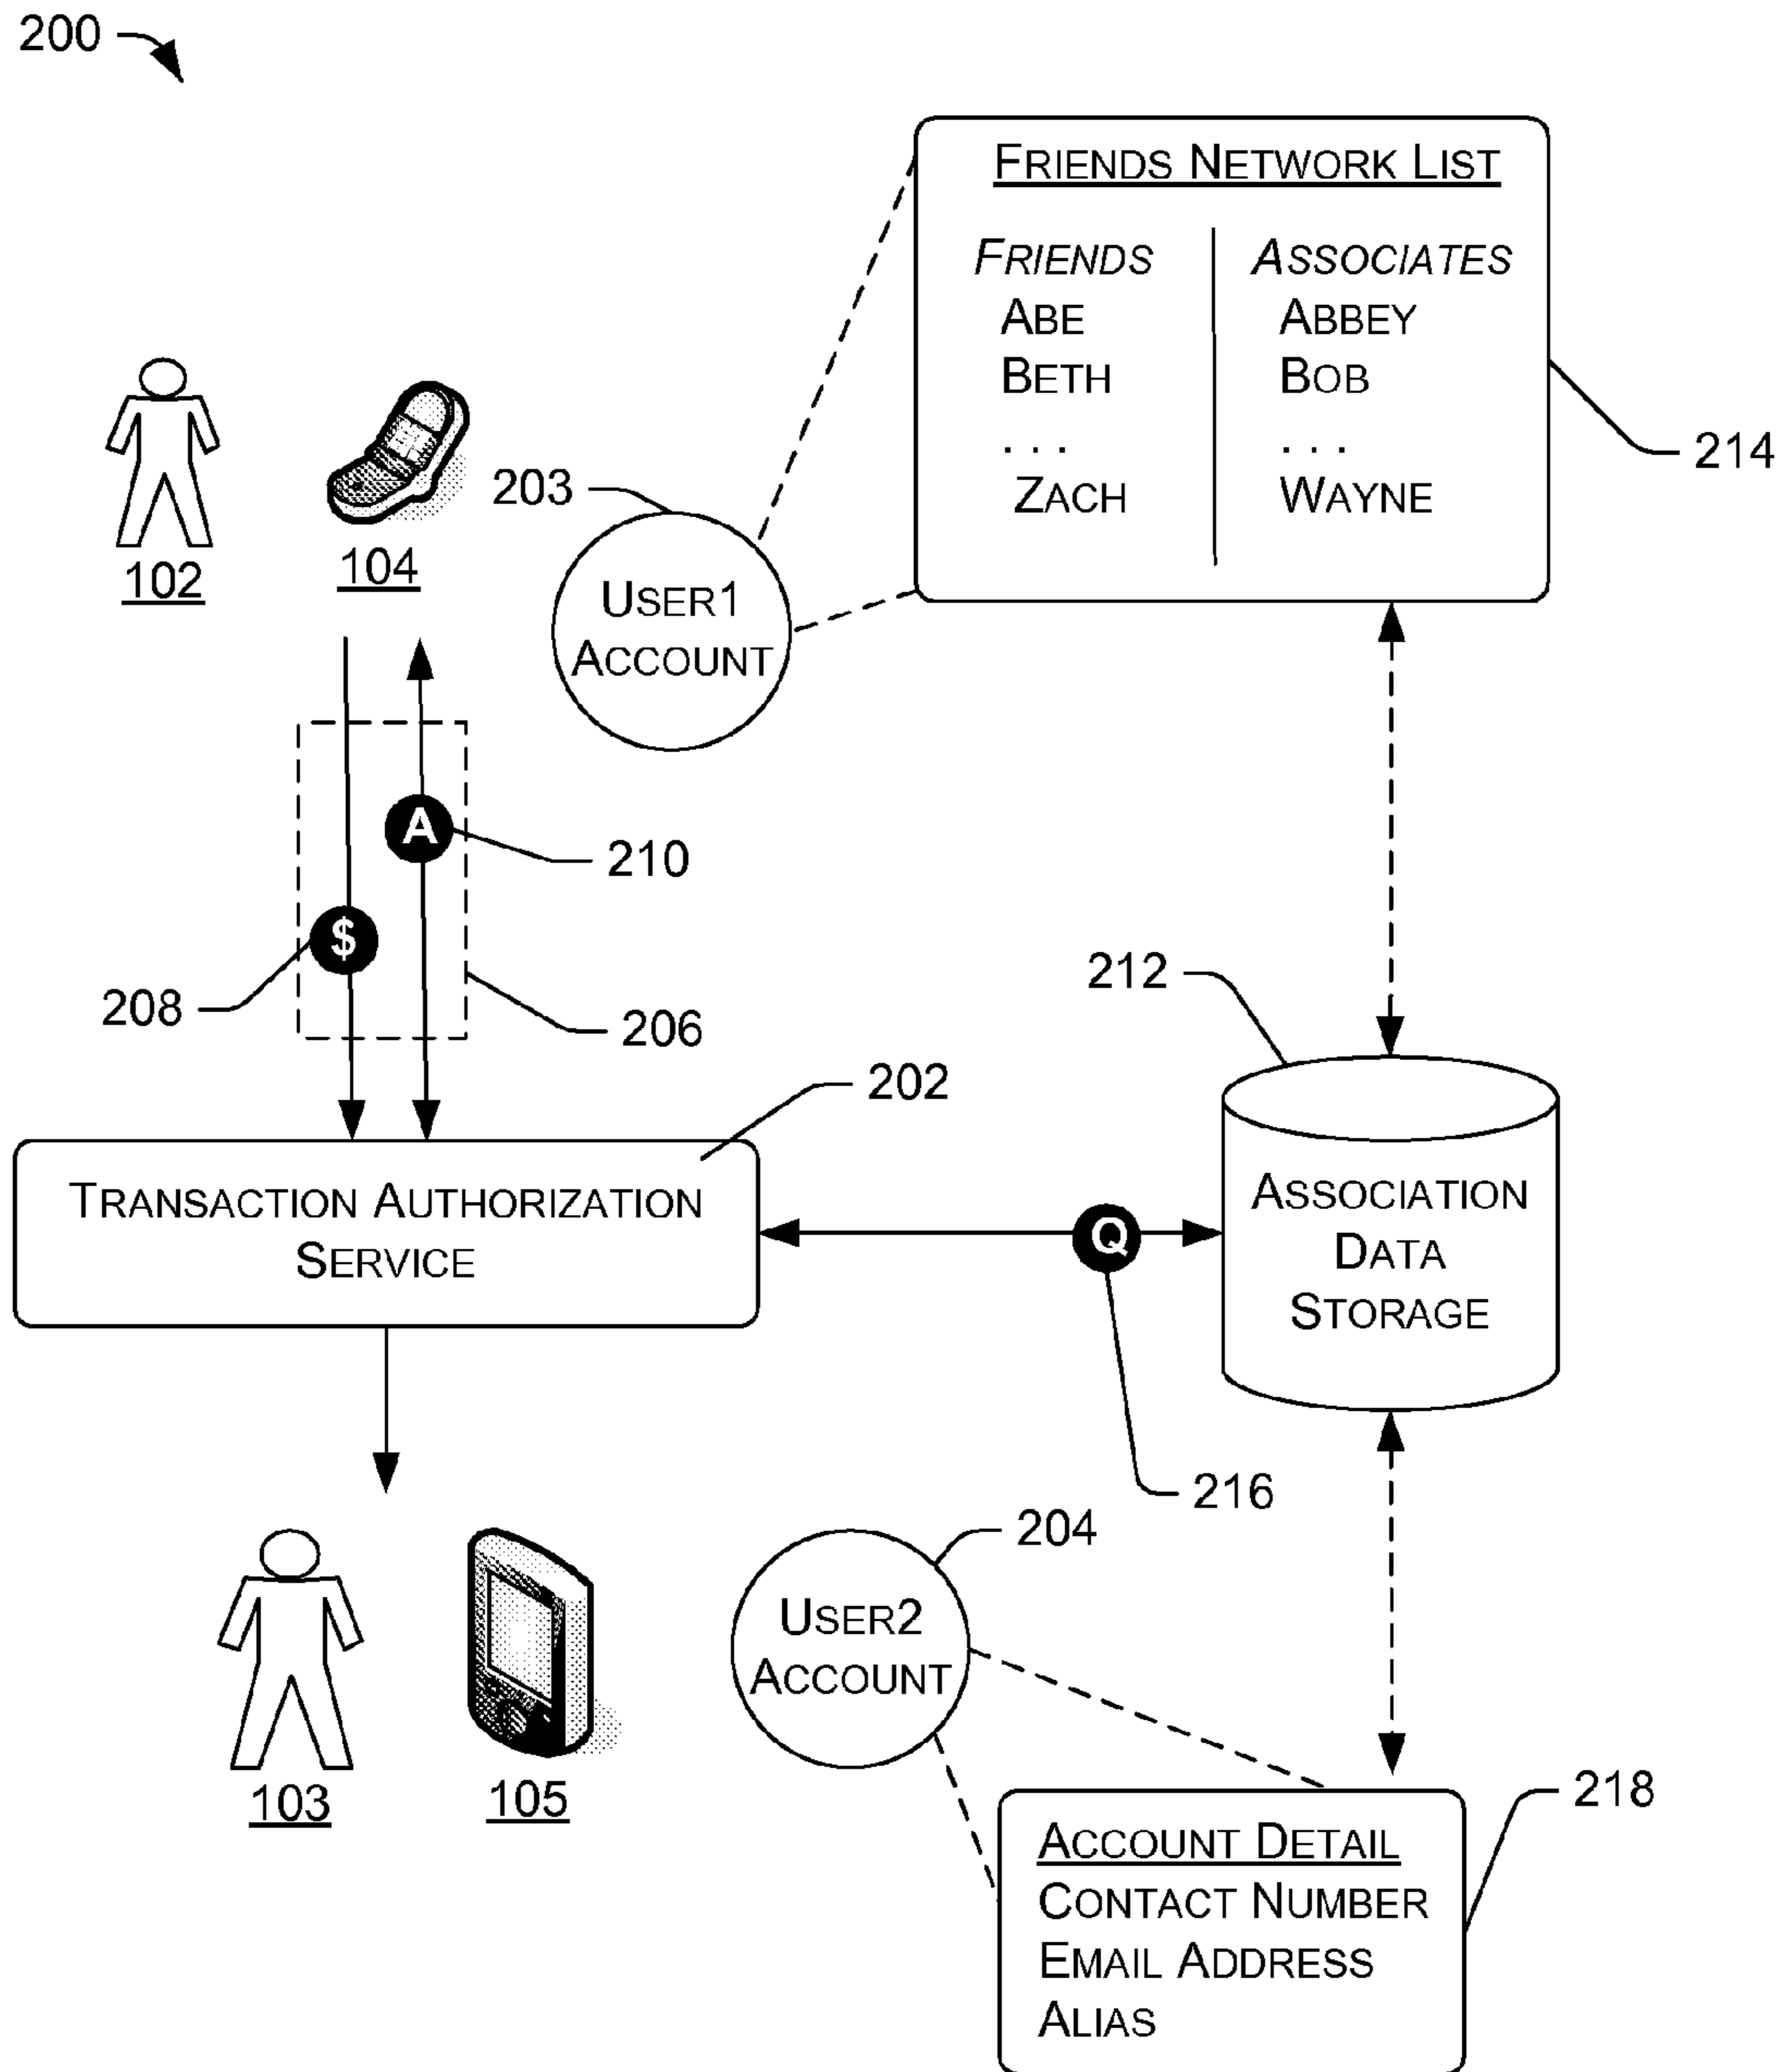 200
FRIENDS NETWORK LIST
FRIENDS ASSOCIATES
ABE ABBEY
BETH BOB
. . . . . .
ZACH WAYNE
214
102
104
203
USER1
ACCOUNT
A
210
$
208
206
212
202
TRANSACTION AUTHORIZATION
SERVICE
Q
216
ASSOCIATION
DATA
STORAGE
103
105
204
USER2
ACCOUNT
218
ACCOUNT DETAIL
CONTACT NUMBER
EMAIL ADDRESS
ALIAS